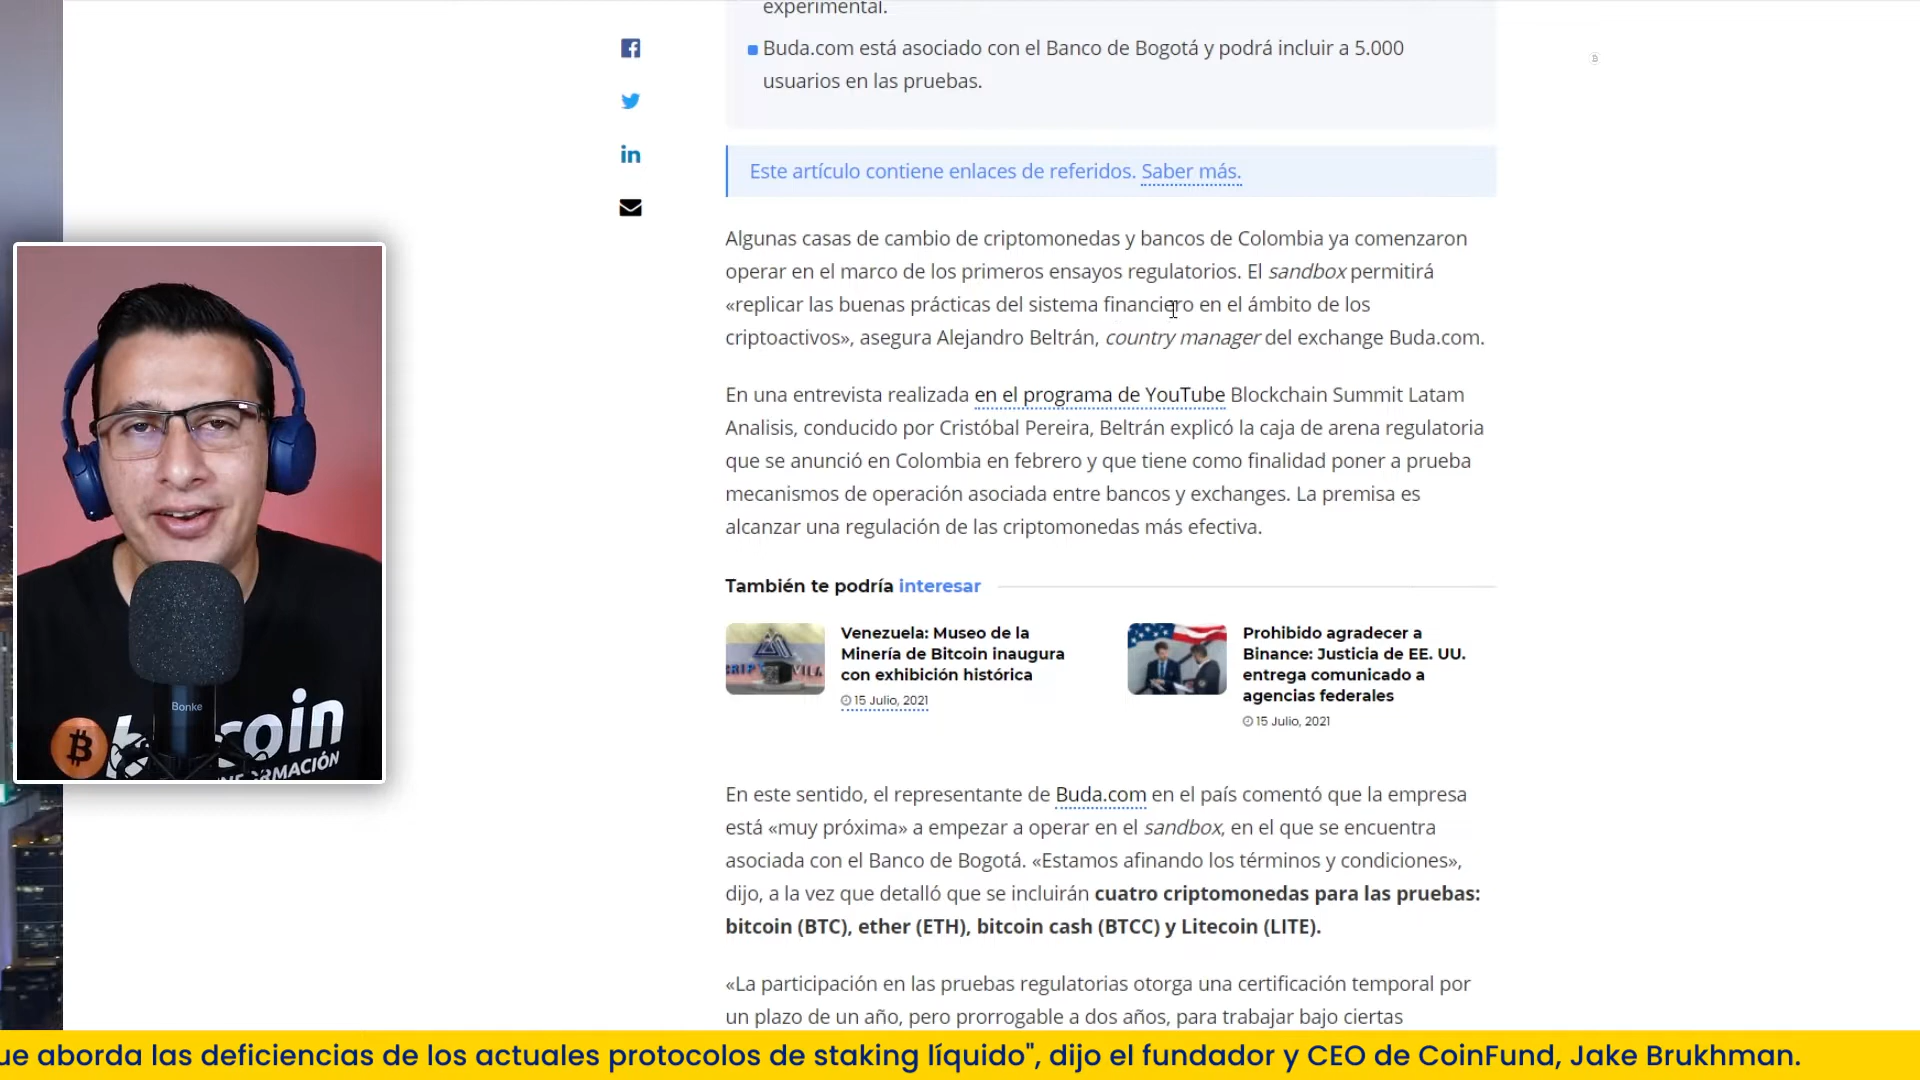 experimental.
Buda.com está asociado con el Banco de Bogotá y podrá incluir a 5.000
usuarios en las pruebas.
Este artículo contiene enlaces de referidos. Saber más.
Algunas casas de cambio de criptomonedas y bancos de Colombia ya comenzaron
operar en el marco de los primeros ensayos regulatorios. El sandbox permitirá
«replicar las buenas prácticas del sistema financiero en el ámbito de los
criptoactivos», asegura Alejandro Beltrán, country manager del exchange Buda.com.
En una entrevista realizada en el programa de YouTube Blockchain Summit Latam
Analisis, conducido por Cristóbal Pereira, Beltrán explicó la caja de arena regulatoria
que se anunció en Colombia en febrero y que tiene como finalidad poner a prueba
mecanismos de operación asociada entre bancos y exchanges. La premisa es
alcanzar una regulación de las criptomonedas más efectiva.
También te podría interesar
Venezuela: Museo de la
Minería de Bitcoin inaugura
con exhibición histórica
15 Julio, 2021
Prohibido agradecer a
Binance: Justicia de EE. UU.
entrega comunicado a
agencias federales
15 Julio, 2021
Bonke
En este sentido, el representante de Buda.com en el país comentó que la empresa
está «muy próxima» a empezar a operar en el sandbox, en el que se encuentra
asociada con el Banco de Bogotá. «Estamos afinando los términos y condiciones»,
dijo, a la vez que detalló que se incluirán cuatro criptomonedas para las pruebas:
bitcoin (BTC), ether (ETH), bitcoin cash (BTCC) y Litecoin (LITE).
«La participación en las pruebas regulatorias otorga una certificación temporal por
un plazo de un año, pero prorrogable a dos años, para trabajar bajo ciertas
ue aborda las deficiencias de los actuales protocolos de staking líquido", dijo el fundador y CEO de CoinFund, Jake Brukhman.